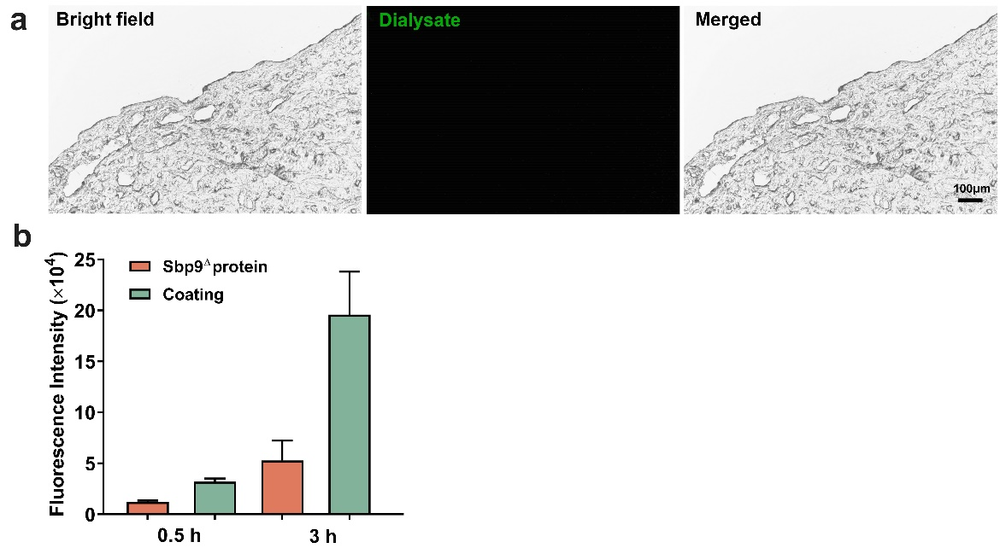 a
Bright field
Dialysate
Merged
100μm
b
Fluorescence Intensity (×10⁴)
25
20
15
10
5
0
Sbp9Δ protein
Coating
0.5 h
3 h